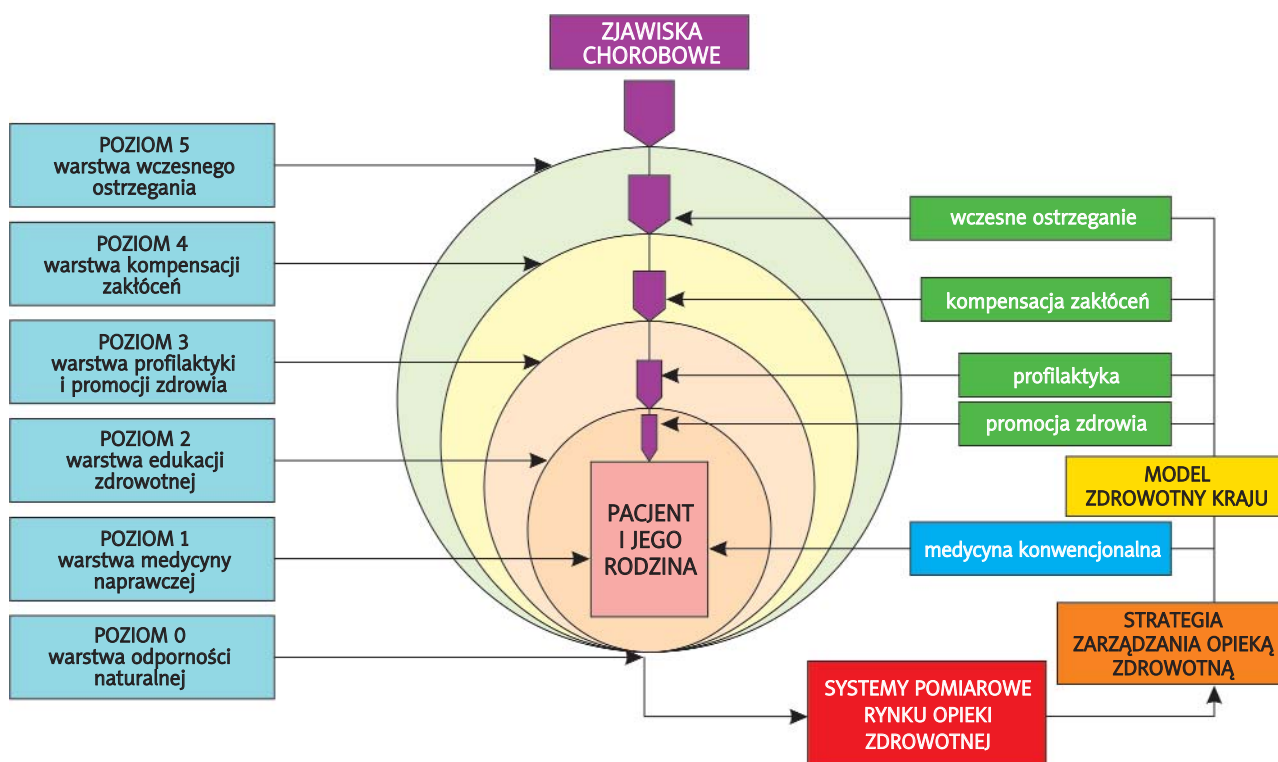 ZJAWISKA
CHOROBOWE
POZIOM 5
warstwa wczesnego
ostrzegania
POZIOM 4
warstwa kompensacji
zakłóceń
POZIOM 3
warstwa profilaktyki
i promocji zdrowia
POZIOM 2
warstwa edukacji
zdrowotnej
POZIOM 1
warstwa medycyny
naprawczej
POZIOM 0
warstwa odporności
naturalnej
PACJENT
I JEGO
RODZINA
wczesne ostrzeganie
kompensacja zakłóceń
profilaktyka
promocja zdrowia
MODEL
ZDROWOTNY KRAJU
medycyna konwencjonalna
STRATEGIA
ZARZĄDZANIA OPIEKĄ
ZDROWOTNĄ
SYSTEMY POMIAROWE
RYNKU OPIEKI
ZDROWOTNEJ